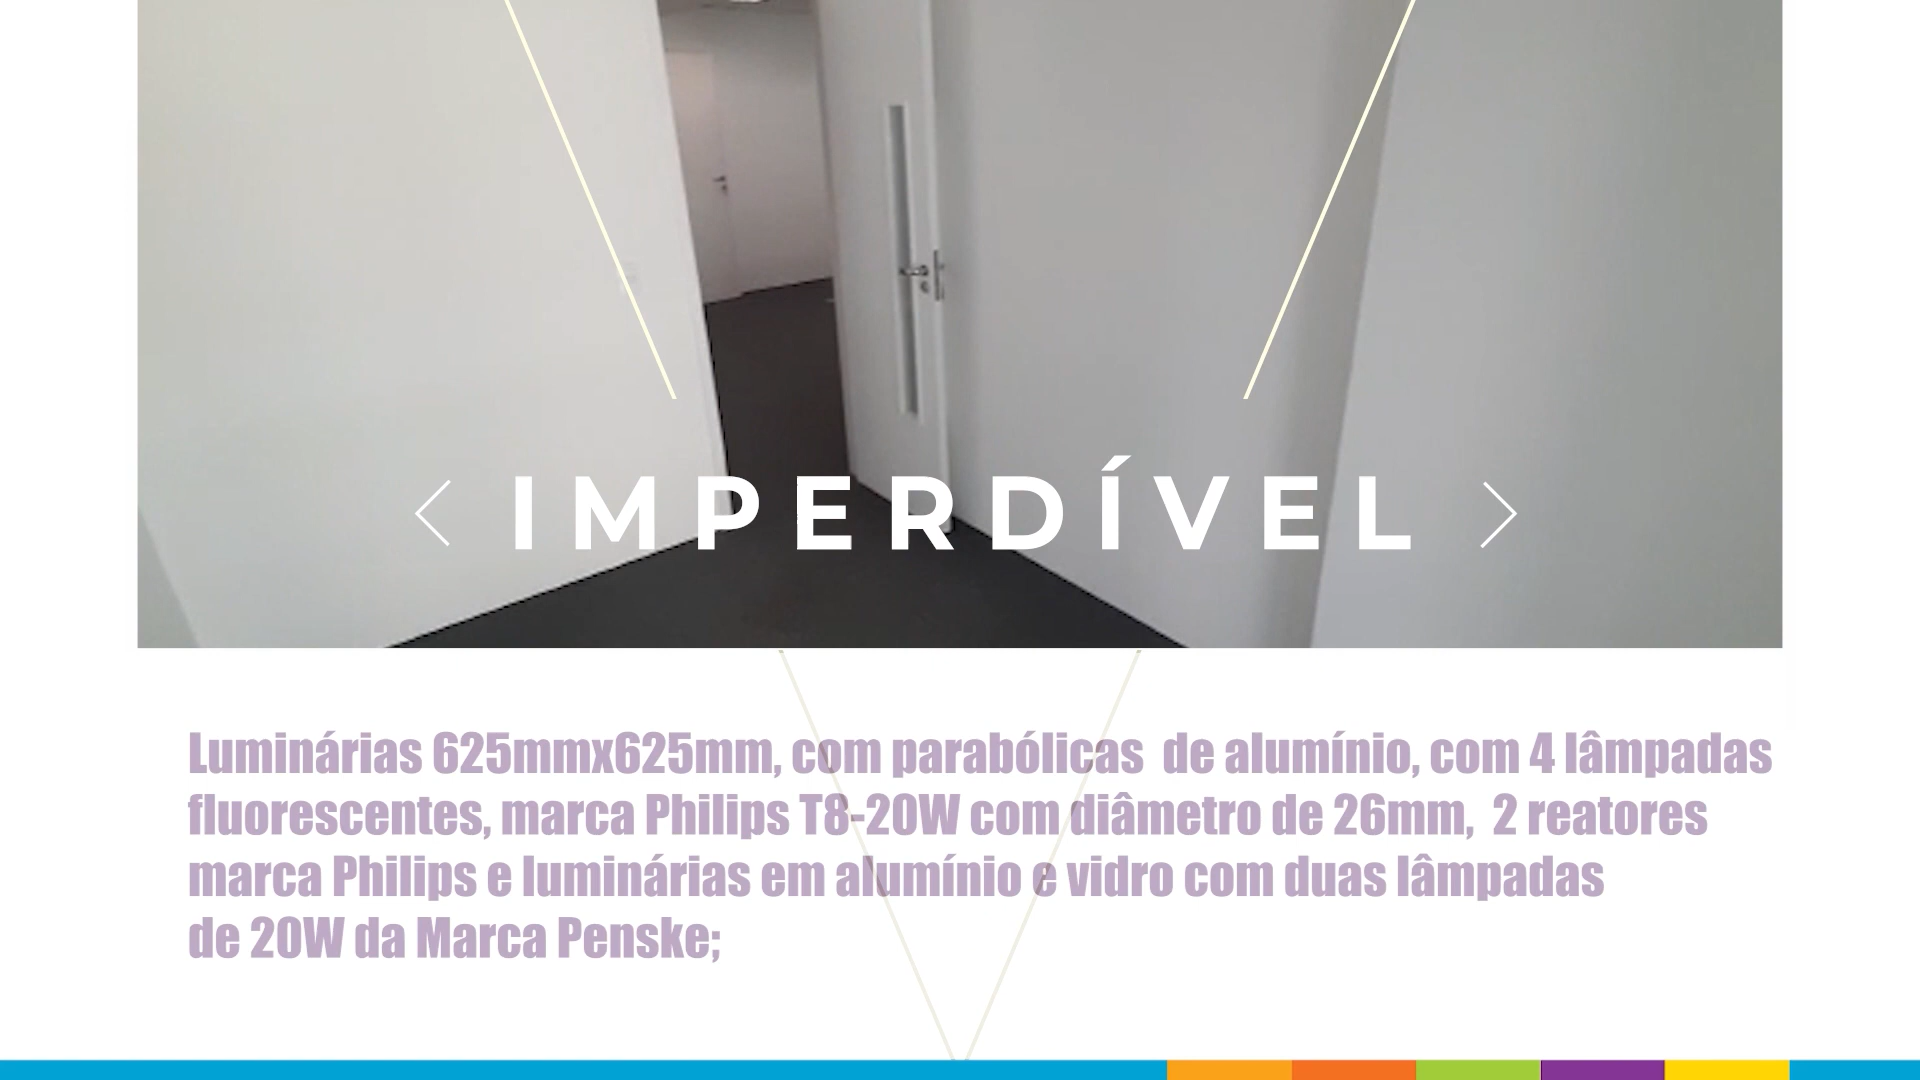 IMPERDÍVEL
Luminárias 625mmx625mm, com parabólicas de alumínio, com 4 lâmpadas
fluorescentes, marca Philips T8-20W com diâmetro de 26mm, 2 reatores
marca Philips e luminárias em alumínio e vidro com duas lâmpadas
de 20W da Marca Penske;